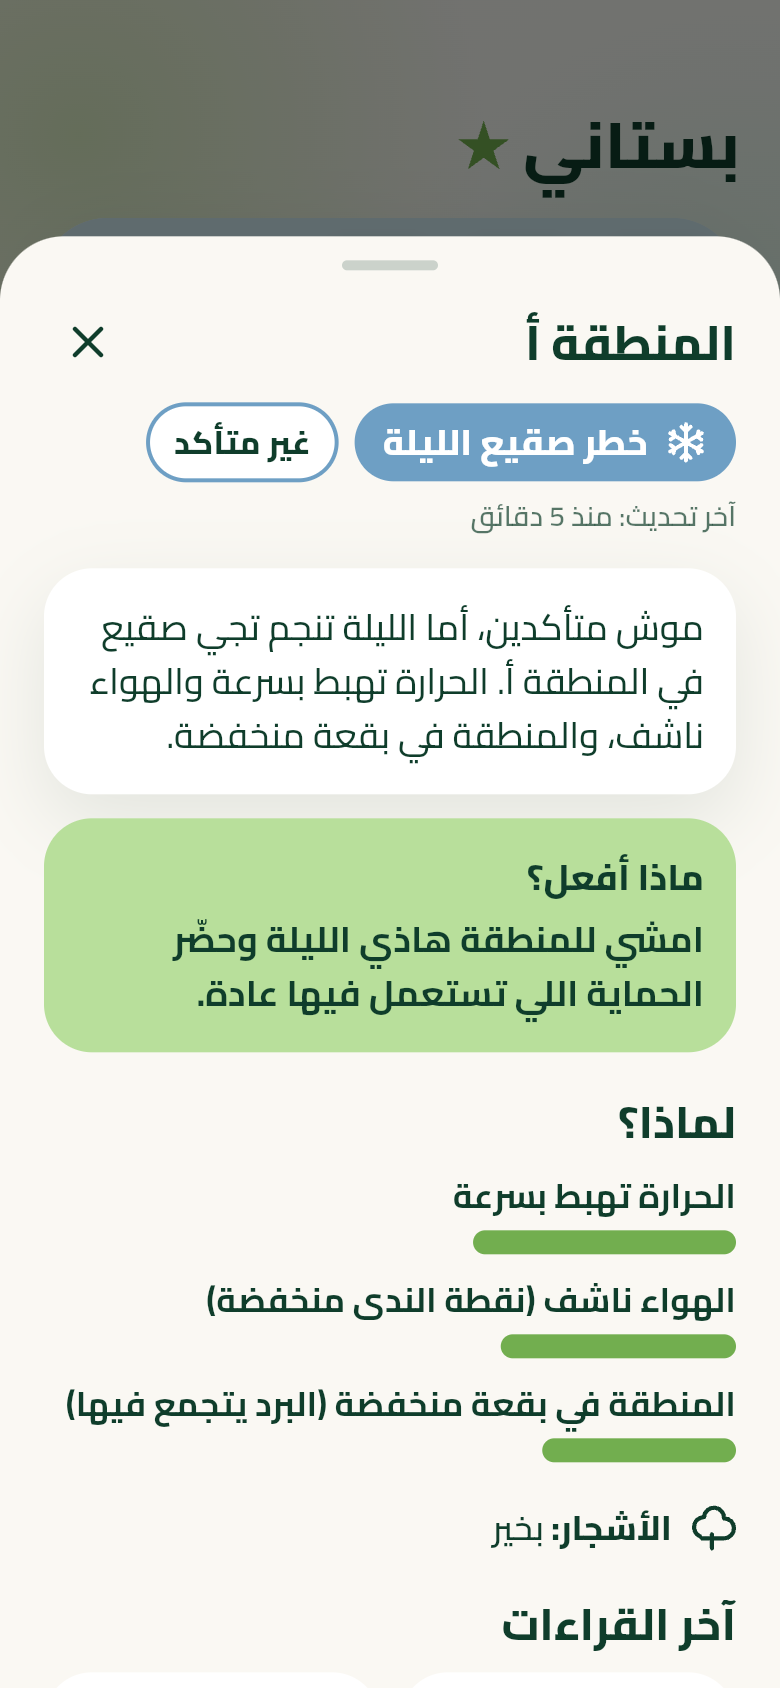 بستاني
المنطقة أ
خطر صقيع الليلة
غير متأكد
آخر تحديث: منذ 5 دقائق
موش متأكدين، أما الليلة تنجم تجي صقيع
في المنطقة أ. الحرارة تهبط بسرعة والهواء
ناشف، والمنطقة في بقعة منخفضة.
ماذا أفعل؟
امشي للمنطقة هاذي الليلة وحضّر
الحماية اللي تستعمل فيها عادة.
لماذا؟
الحرارة تهبط بسرعة
الهواء ناشف (نقطة الندى منخفضة)
المنطقة في بقعة منخفضة (البرد يتجمع فيها)
الأشجار: بخير
آخر القراءات